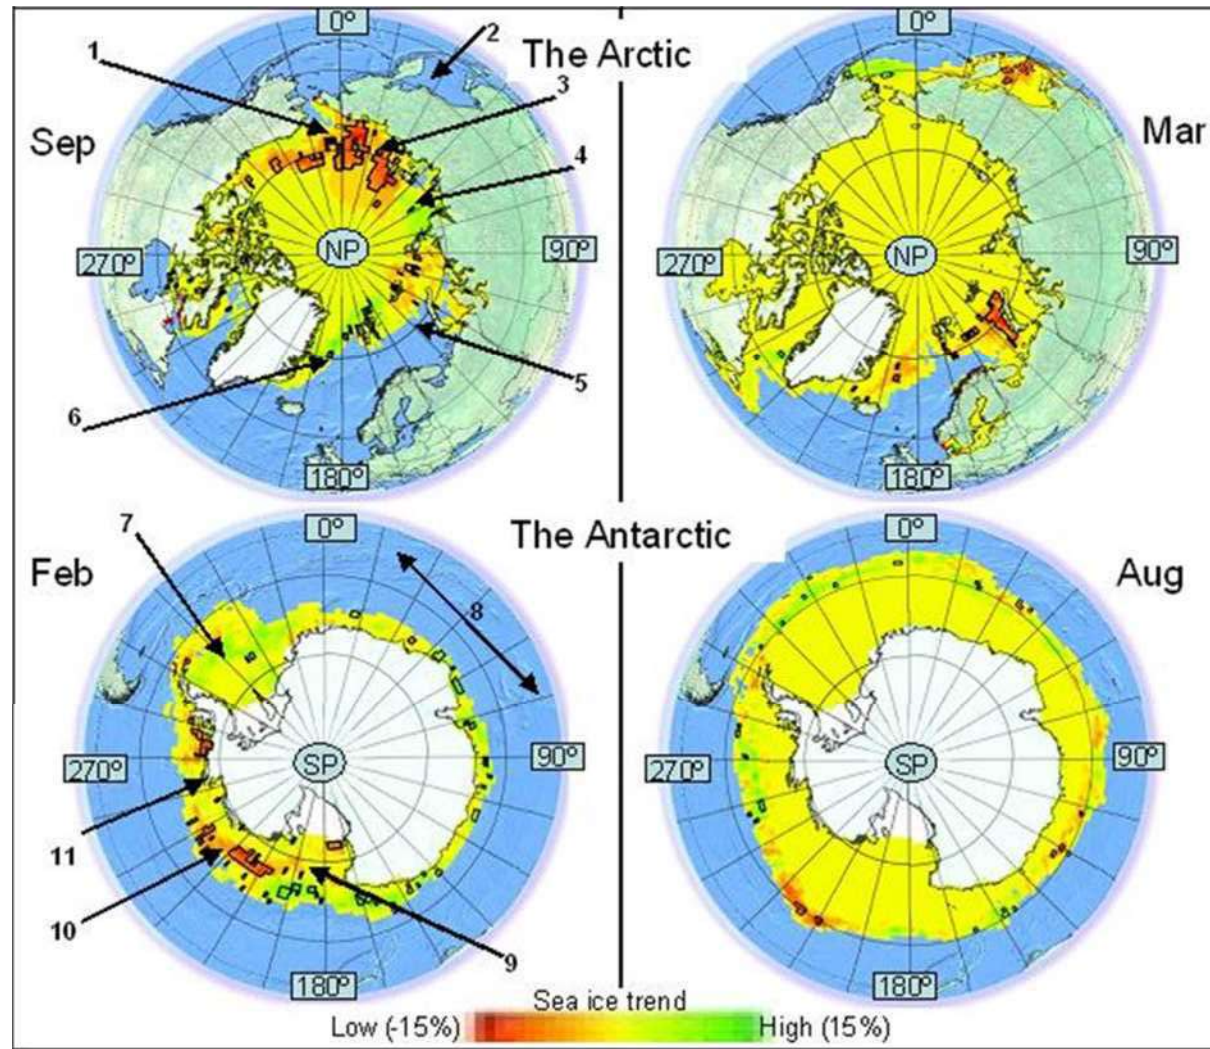 0° 0°
1 2 The Arctic
3
Sep Mar
4
270° NP 90° 270° NP 90°
5
6
180° 180°
7 0° The Antarctic 0°
Feb Aug
8
270° SP 90° 270° SP 90°
11
10
9
180° 180°
Sea ice trend
Low (-15%) High (15%)